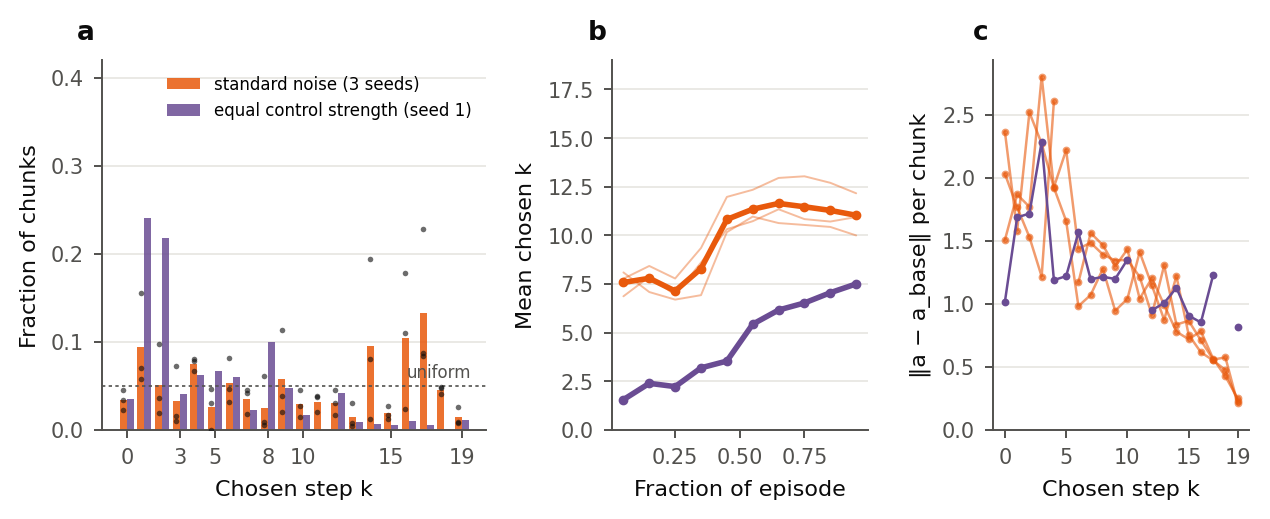 a
Fraction of chunks
0.4
0.3
0.2
0.1
0.0
standard noise (3 seeds)
equal control strength (seed 1)
uniform
0 3 5 8 10 15 19
Chosen step k
b
Mean chosen k
17.5
15.0
12.5
10.0
7.5
5.0
2.5
0.0
0.25 0.50 0.75
Fraction of episode
c
‖a − a_base‖ per chunk
2.5
2.0
1.5
1.0
0.5
0.0
0 5 10 15 19
Chosen step k